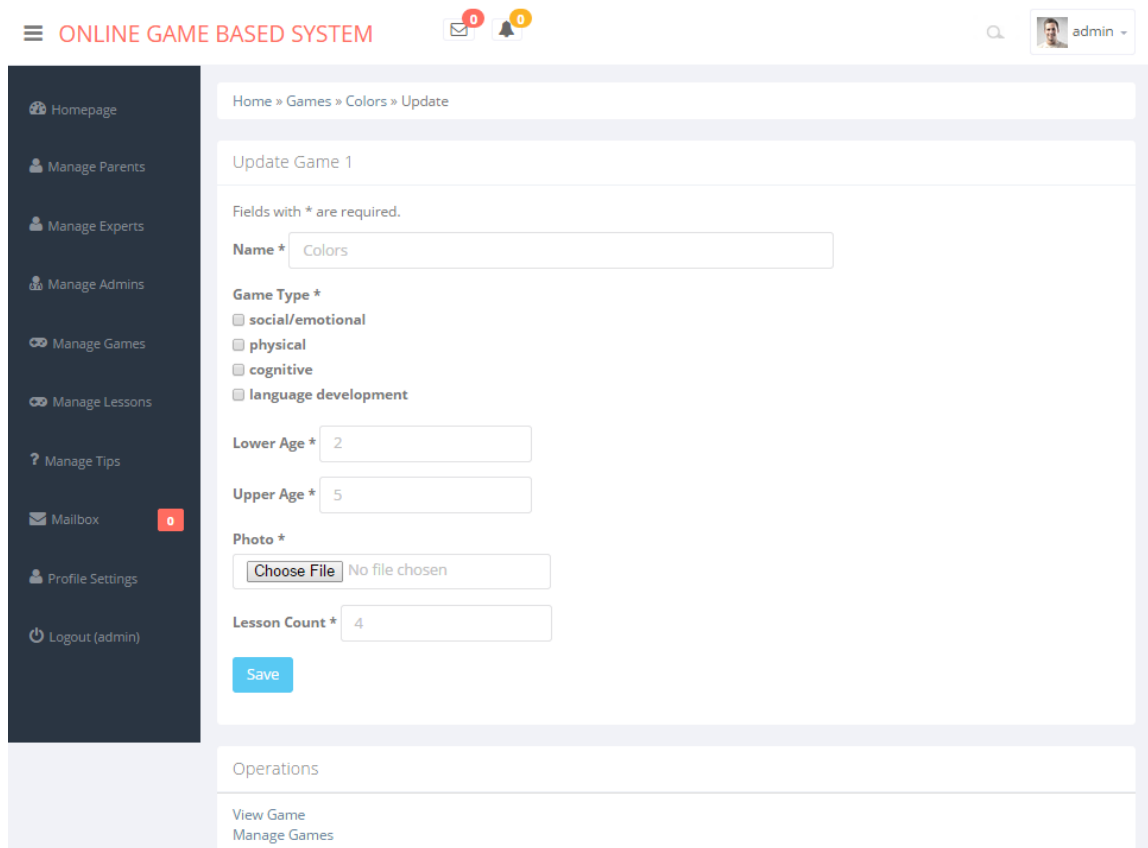 ONLINE GAME BASED SYSTEM
0
0
admin
Homepage
Manage Parents
Manage Experts
Manage Admins
Manage Games
Manage Lessons
? Manage Tips
Mailbox 0
Profile Settings
Logout (admin)
Home » Games » Colors » Update
Update Game 1
Fields with * are required.
Name * Colors
Game Type *
social/emotional
physical
cognitive
language development
Lower Age * 2
Upper Age * 5
Photo *
Choose File No file chosen
Lesson Count * 4
Save
Operations
View Game
Manage Games